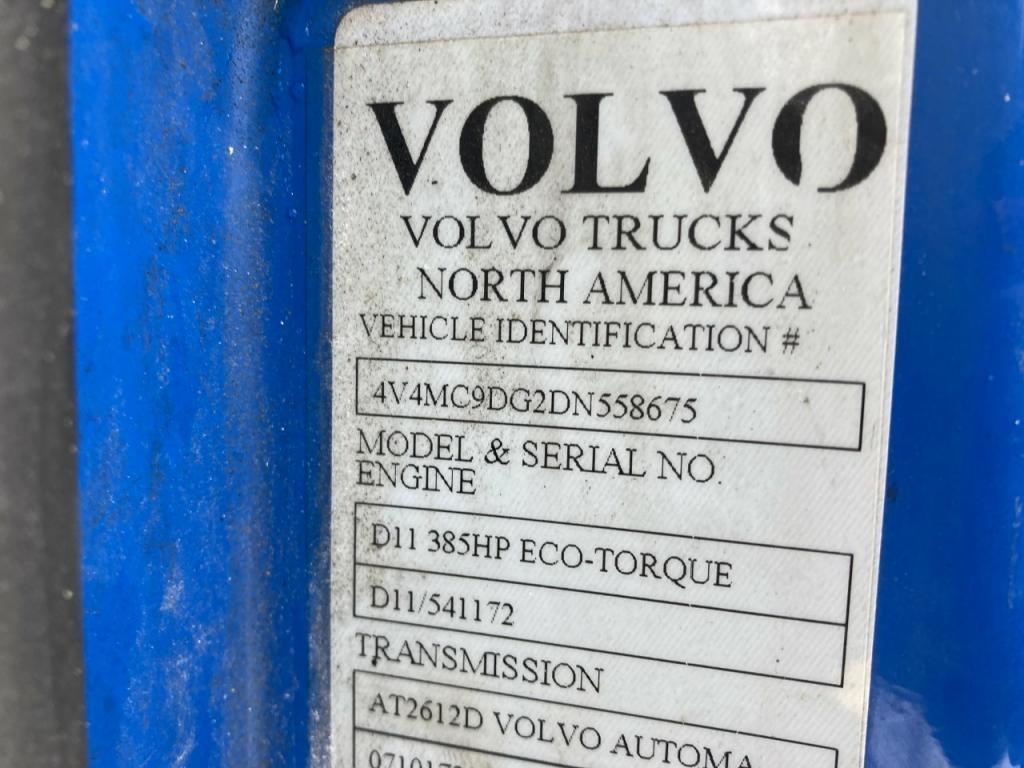 VOLVO
VOLVO TRUCKS
NORTH AMERICA
VEHICLE IDENTIFICATION #
4V4MC9DG2DN558675
MODEL & SERIAL NO.
ENGINE
D11 385HP ECO-TORQUE
D11/541172
TRANSMISSION
AT2612D VOLVO AUTOMA